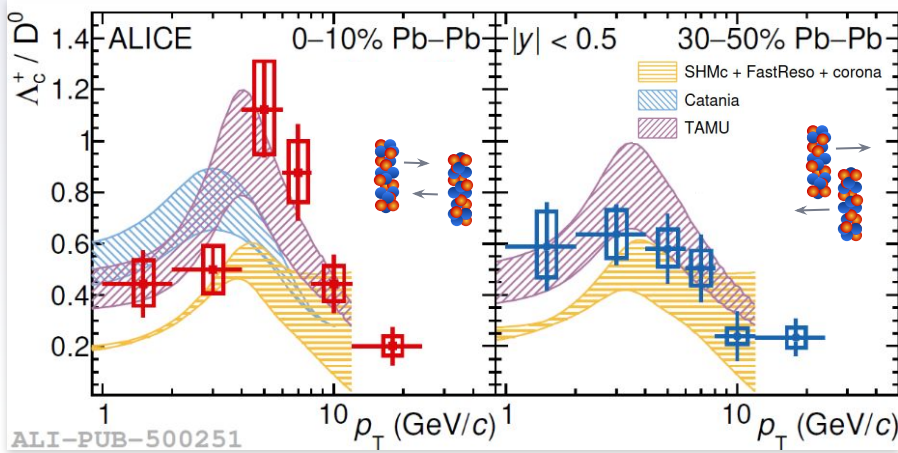 ALICE 0–10% Pb–Pb
|y| < 0.5 30–50% Pb–Pb
SHMc + FastReso + corona
Catania
TAMU
Λc+ / D0
1.4
1.2
1
0.8
0.6
0.4
0.2
1 10
pT (GeV/c)
1 10
pT (GeV/c)
ALI-PUB-500251